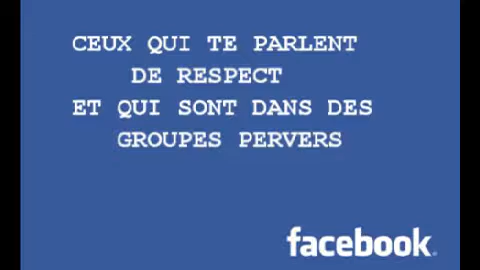 CEUX QUI TE PARLENT
DE RESPECT
ET QUI SONT DANS DES
GROUPES PERVERS
facebook®